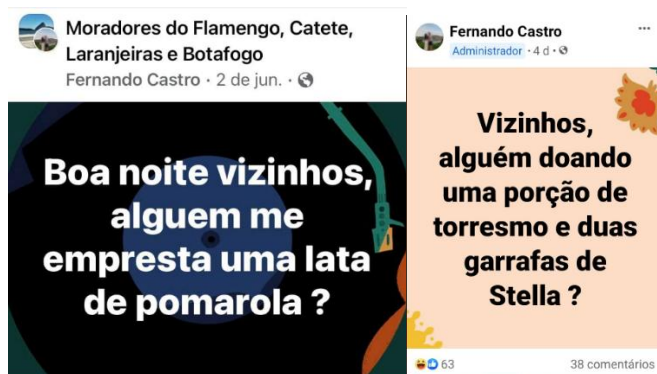 Moradores do Flamengo, Catete,
Laranjeiras e Botafogo
Fernando Castro · 2 de jun. ·
Boa noite vizinhos,
alguem me
empresta uma lata
de pomarola ?
Fernando Castro
Administrador · 4 d ·
Vizinhos,
alguém doando
uma porção de
torresmo e duas
garrafas de
Stella ?
63
38 comentários